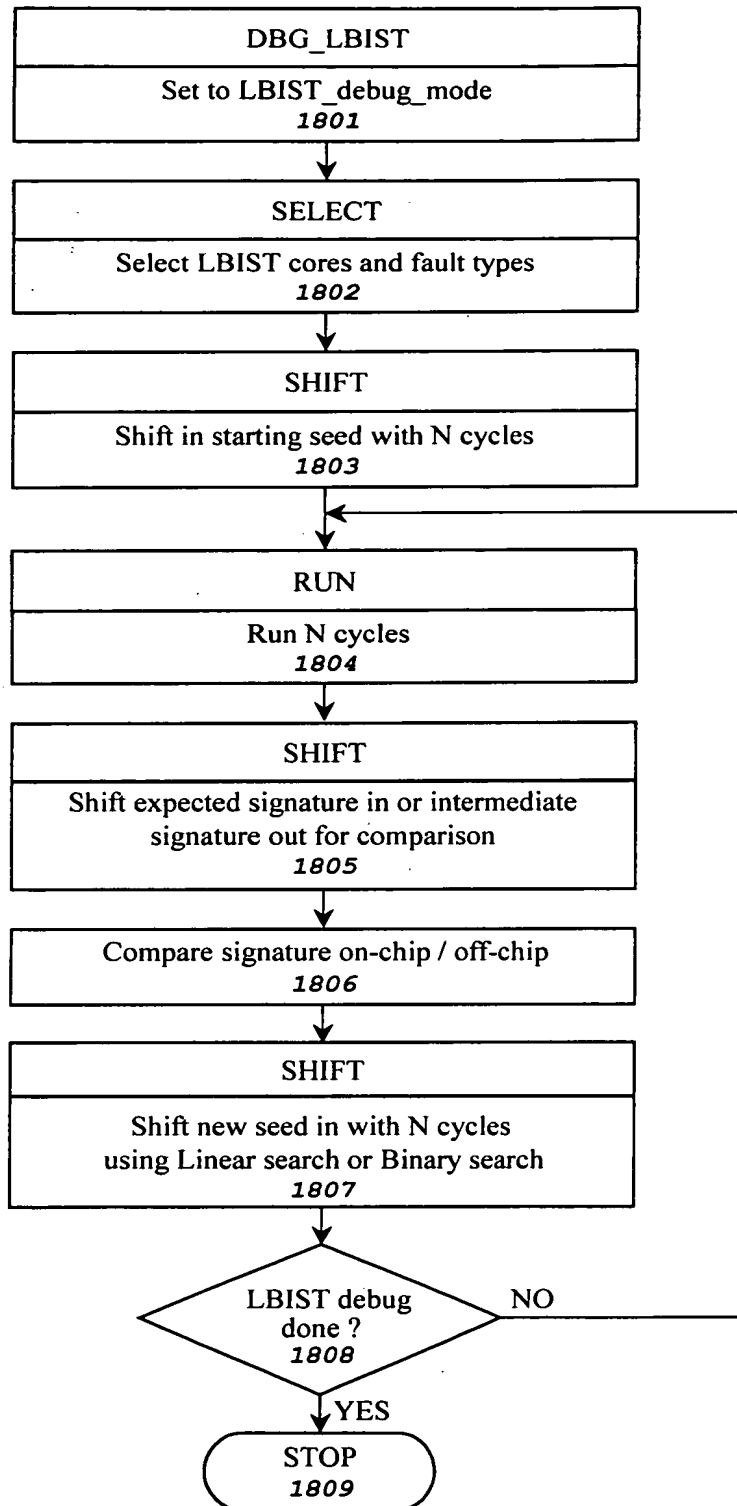 DBG_LBIST
Set to LBIST_debug_mode
1801
SELECT
Select LBIST cores and fault types
1802
SHIFT
Shift in starting seed with N cycles
1803
RUN
Run N cycles
1804
SHIFT
Shift expected signature in or intermediate
signature out for comparison
1805
Compare signature on-chip / off-chip
1806
SHIFT
Shift new seed in with N cycles
using Linear search or Binary search
1807
LBIST debug
done ?
1808
NO
YES
STOP
1809